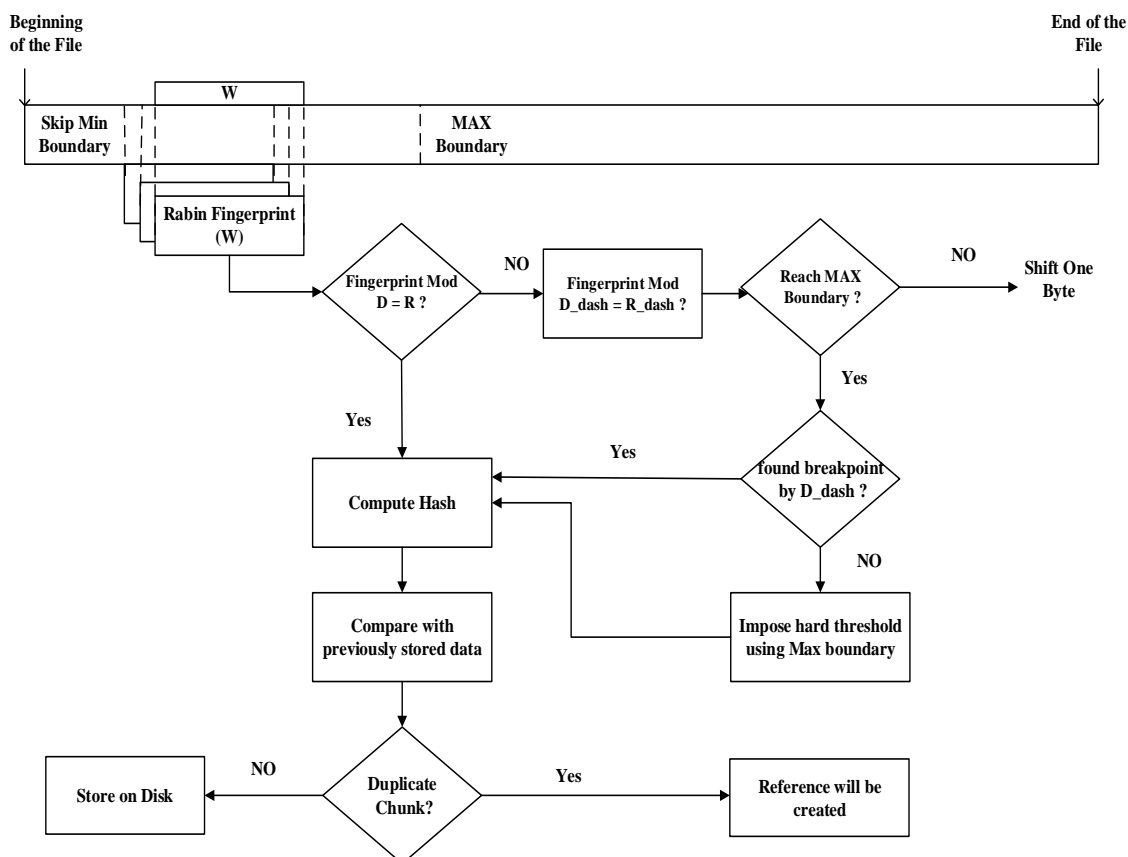 Beginning
of the File
End of the
File
W
Skip Min
Boundary
MAX
Boundary
Rabin Fingerprint
(W)
Fingerprint Mod
D = R ?
NO
Fingerprint Mod
D_dash = R_dash ?
Reach MAX
Boundary ?
NO
Shift One
Byte
Yes
Yes
Compute Hash
Yes
found breakpoint
by D_dash ?
NO
Compare with
previously stored data
Impose hard threshold
using Max boundary
Store on Disk
NO
Duplicate
Chunk?
Yes
Reference will be
created